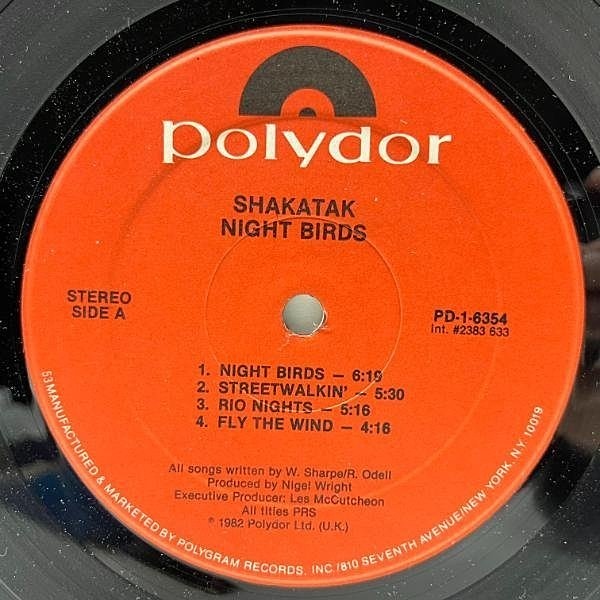 polydor
SHAKATAK
NIGHT BIRDS
STEREO
SIDE A
PD-1-6354
int. #2383 633
1. NIGHT BIRDS — 6:19
2. STREETWALKIN' — 5:30
3. RIO NIGHTS — 5:16
4. FLY THE WIND — 4:16
All songs written by W. Sharpe/R. Odell
Produced by Nigel Wright
Executive Producer: Les McCutcheon
All titles PRS
℗ 1982 Polydor Ltd. (U.K.)
53 MANUFACTURED & MARKETED BY POLYGRAM RECORDS, INC./810 SEVENTH AVENUE/NEW YORK, N.Y. 10019